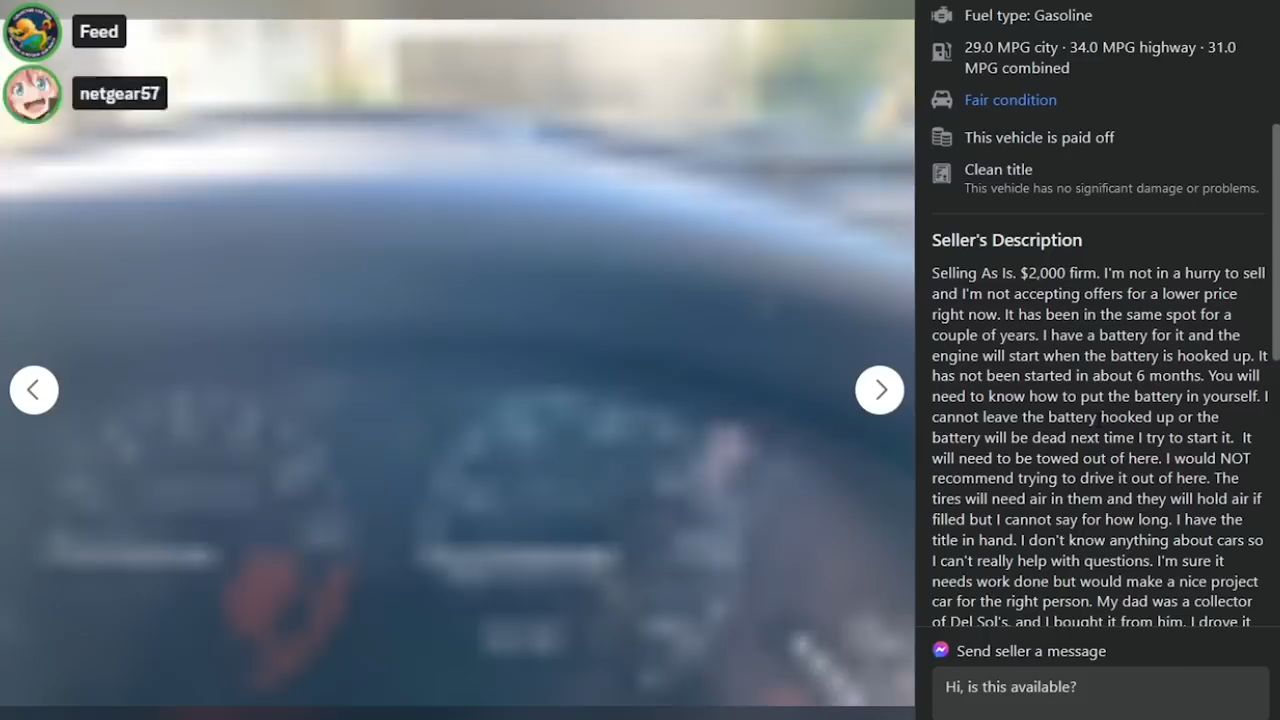 Feed
netgear57
Fuel type: Gasoline
29.0 MPG city · 34.0 MPG highway · 31.0
MPG combined
Fair condition
This vehicle is paid off
Clean title
This vehicle has no significant damage or problems.
Seller's Description
Selling As Is. $2,000 firm. I'm not in a hurry to sell
and I'm not accepting offers for a lower price
right now. It has been in the same spot for a
couple of years. I have a battery for it and the
engine will start when the battery is hooked up. It
has not been started in about 6 months. You will
need to know how to put the battery in yourself. I
cannot leave the battery hooked up or the
battery will be dead next time I try to start it.  It
will need to be towed out of here. I would NOT
recommend trying to drive it out of here. The
tires will need air in them and they will hold air if
filled but I cannot say for how long. I have the
title in hand. I don't know anything about cars so
I can't really help with questions. I'm sure it
needs work done but would make a nice project
car for the right person. My dad was a collector
of Del Sol's, and I bought it from him. I drove it
Send seller a message
Hi, is this available?